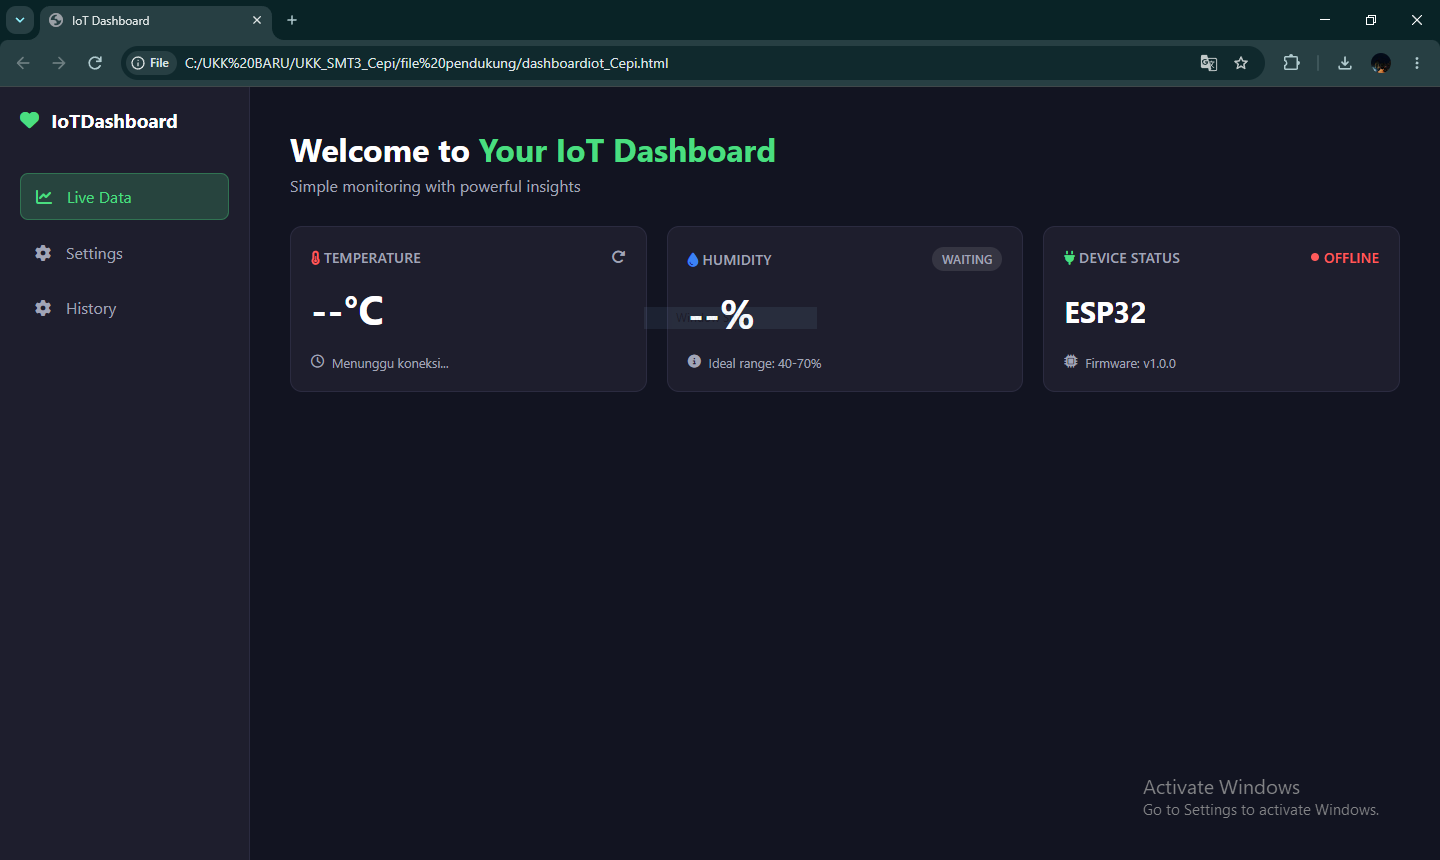 IoT Dashboard
File
C:/UKK%20BARU/UKK_SMT3_Cepi/file%20pendukung/dashboardiot_Cepi.html
IoTDashboard
Live Data
Settings
History
Welcome to Your IoT Dashboard
Simple monitoring with powerful insights
TEMPERATURE
--°C
Menunggu koneksi...
HUMIDITY
WAITING
--%
Ideal range: 40-70%
DEVICE STATUS
OFFLINE
ESP32
Firmware: v1.0.0
Activate Windows
Go to Settings to activate Windows.